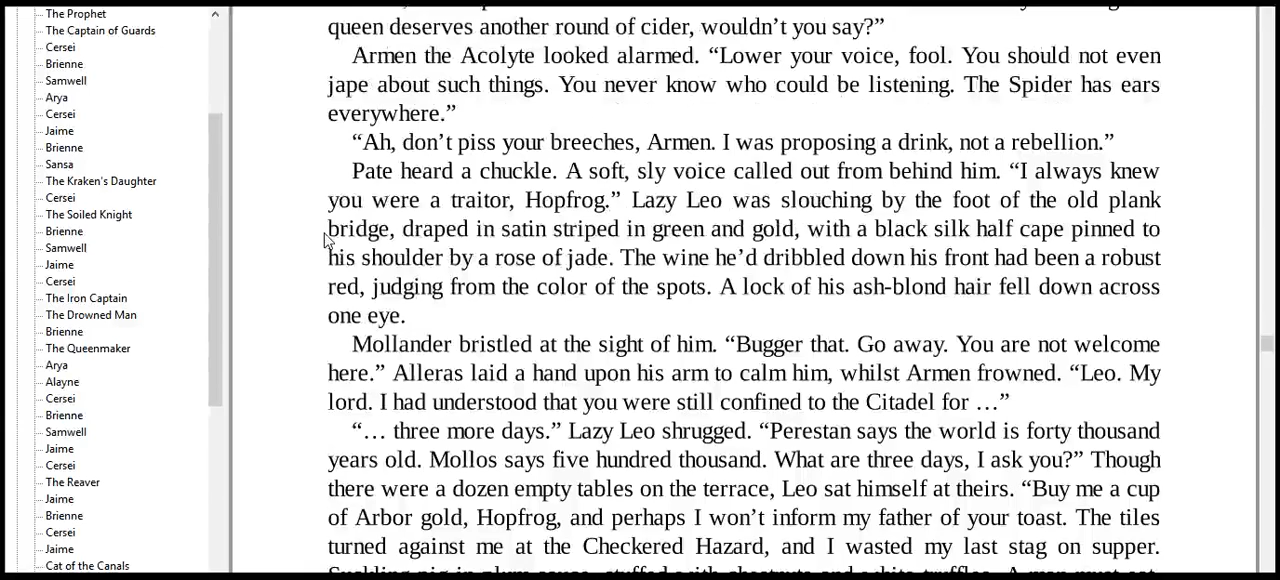 The Prophet
The Captain of Guards
Cersei
Brienne
Samwell
Arya
Cersei
Jaime
Brienne
Sansa
The Kraken's Daughter
Cersei
The Soiled Knight
Brienne
Samwell
Jaime
Cersei
The Iron Captain
The Drowned Man
Brienne
The Queenmaker
Arya
Alayne
Cersei
Brienne
Samwell
Jaime
Cersei
The Reaver
Jaime
Brienne
Cersei
Jaime
Cat of the Canals
queen deserves another round of cider, wouldn’t you say?”
Armen the Acolyte looked alarmed. “Lower your voice, fool. You should not even
jape about such things. You never know who could be listening. The Spider has ears
everywhere.”
“Ah, don’t piss your breeches, Armen. I was proposing a drink, not a rebellion.”
Pate heard a chuckle. A soft, sly voice called out from behind him. “I always knew
you were a traitor, Hopfrog.” Lazy Leo was slouching by the foot of the old plank
bridge, draped in satin striped in green and gold, with a black silk half cape pinned to
his shoulder by a rose of jade. The wine he’d dribbled down his front had been a robust
red, judging from the color of the spots. A lock of his ash-blond hair fell down across
one eye.
Mollander bristled at the sight of him. “Bugger that. Go away. You are not welcome
here.” Alleras laid a hand upon his arm to calm him, whilst Armen frowned. “Leo. My
lord. I had understood that you were still confined to the Citadel for …”
“… three more days.” Lazy Leo shrugged. “Perestan says the world is forty thousand
years old. Mollos says five hundred thousand. What are three days, I ask you?” Though
there were a dozen empty tables on the terrace, Leo sat himself at theirs. “Buy me a cup
of Arbor gold, Hopfrog, and perhaps I won’t inform my father of your toast. The tiles
turned against me at the Checkered Hazard, and I wasted my last stag on supper.